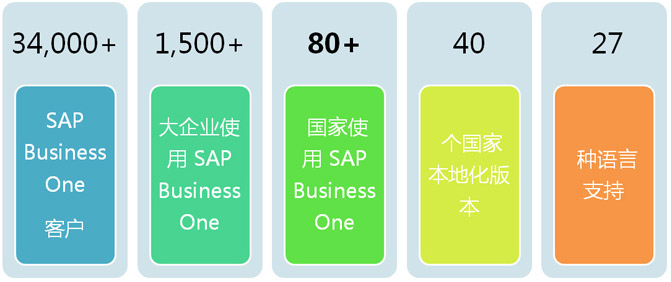 34,000+
SAP
Business
One
客户
1,500+
大企业使
用 SAP
Business
One
80+
国家使
用 SAP
Business
One
40
个国家
本地化版
本
27
种语言
支持